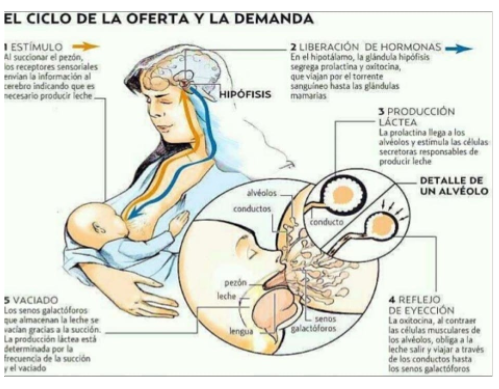 EL CICLO DE LA OFERTA Y LA DEMANDA
1 ESTÍMULO
Al succionar el pezón,
los receptores sensoriales
envían la información al
cerebro indicando que es
necesario producir leche
HIPÓFISIS
2 LIBERACIÓN DE HORMONAS
En el hipotálamo, la glándula hipófisis
segrega prolactina y oxitocina,
que viajan por el torrente
sanguíneo hasta las glándulas
mamarias
3 PRODUCCIÓN
LÁCTEA
La prolactina llega a los
alvéolos y estimula las células
secretoras responsables de
producir leche
DETALLE DE
UN ALVÉOLO
alvéolos
conductos
conducto
pezón
leche
lengua
senos
galactóforos
4 REFLEJO
DE EYECCIÓN
La oxitocina, al contraer
las células musculares de
los alvéolos, obliga a la
leche salir y viajar a través
de los conductos hasta
los senos galactóforos
5 VACIADO
Los senos galactóforos
que almacenan la leche se
vacían gracias a la succión.
La producción láctea está
determinada por la
frecuencia de la succión
y el vaciado